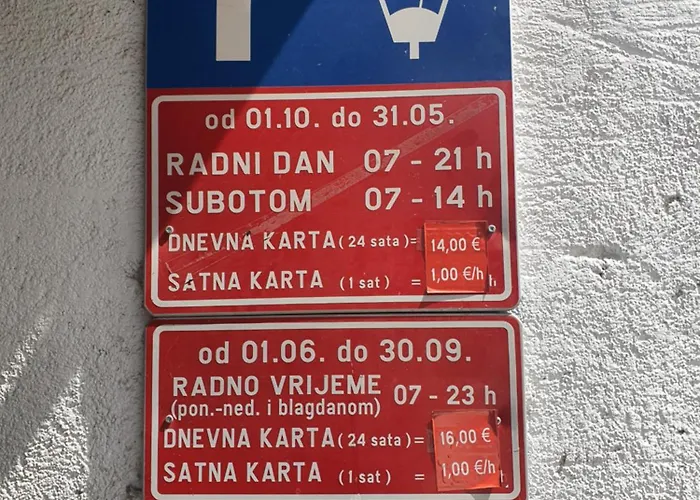 od 01.10. do 31.05.
RADNI DAN 07 - 21 h
SUBOTOM 07 - 14 h
DNEVNA KARTA ( 24 sata ) = 14,00 €
SATNA KARTA (1 sat ) = 1,00 €/h h
od 01.06. do 30.09.
RADNO VRIJEME 07 - 23 h
(pon.-ned. i blagdanom)
DNEVNA KARTA ( 24 sata ) = 16,00 €
SATNA KARTA (1 sat ) = 1,00 €/h